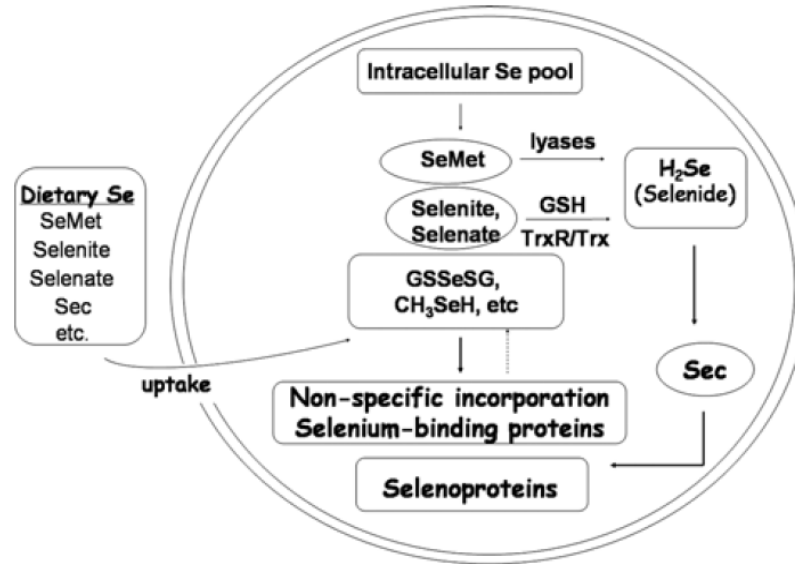 Intracellular Se pool
SeMet
lyases
H₂Se
(Selenide)
Selenite,
Selenate
GSH
TrxR/Trx
Dietary Se
SeMet
Selenite
Selenate
Sec
etc.
GSSeSG,
CH₃SeH, etc
uptake
Sec
Non-specific incorporation
Selenium-binding proteins
Selenoproteins